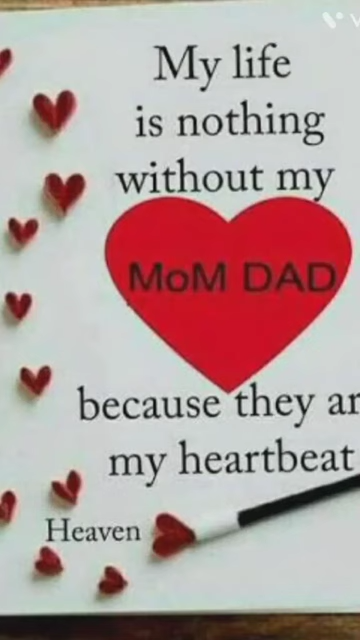 My life
is nothing
without my
MoM DAD
because they ar
my heartbeat
Heaven